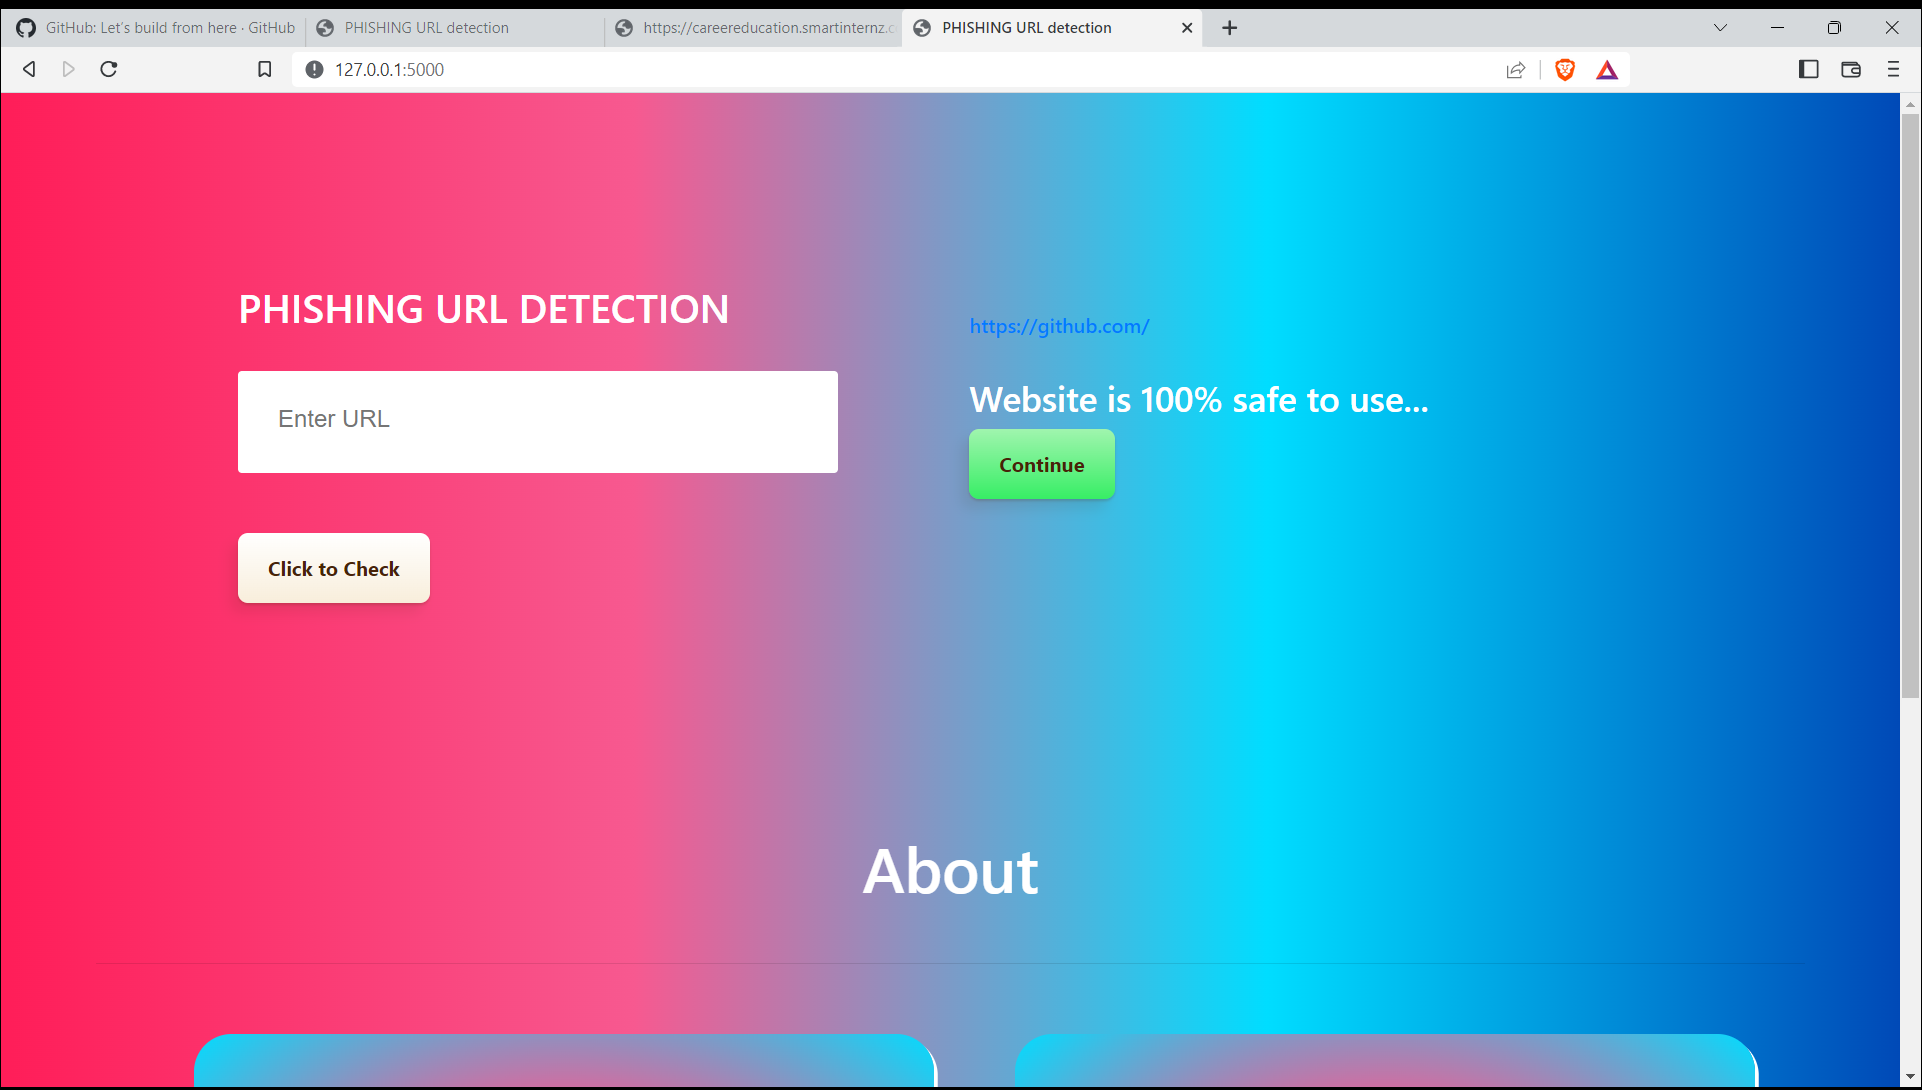 GitHub: Let's build from here · GitHub
PHISHING URL detection
https://careereducation.smartinternz.c
PHISHING URL detection
127.0.0.1:5000
PHISHING URL DETECTION
Enter URL
Click to Check
https://github.com/
Website is 100% safe to use...
Continue
About